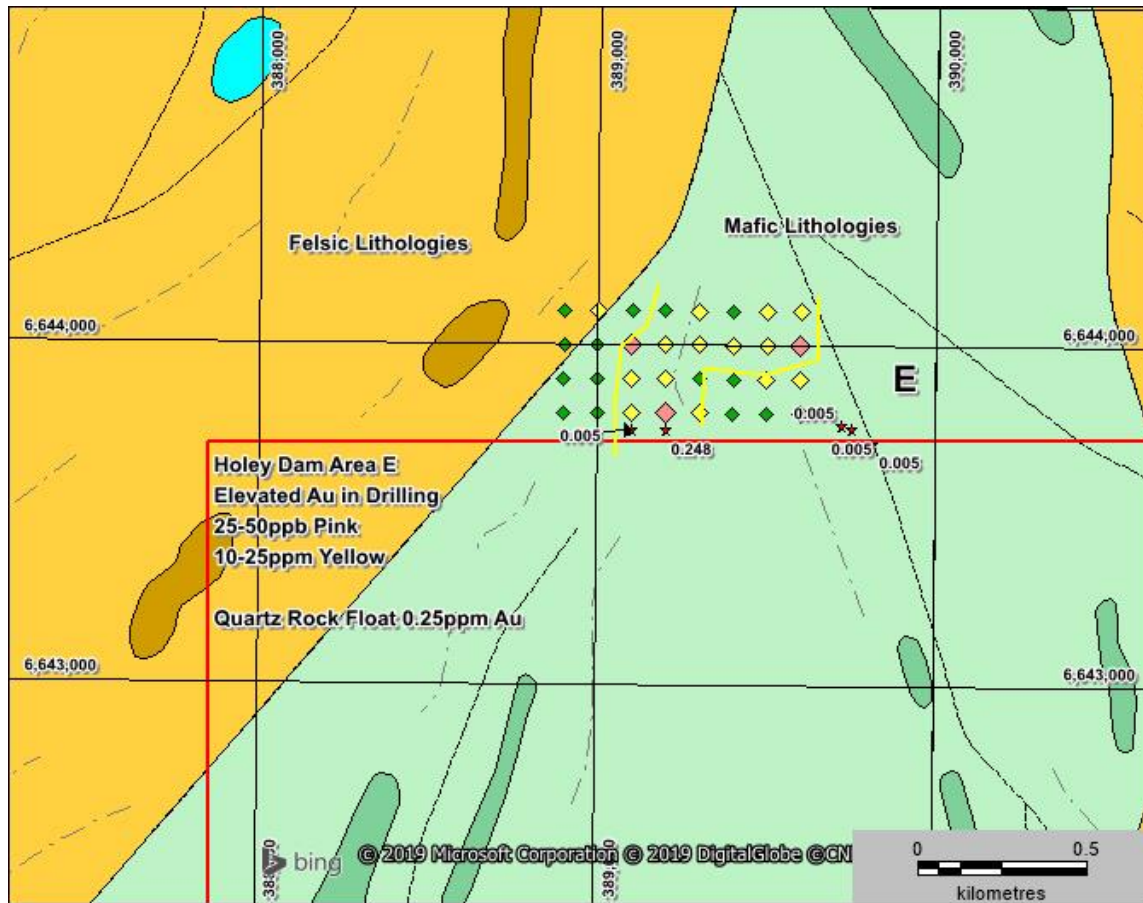 388,000
389,000
390,000
Felsic Lithologies
Mafic Lithologies
6,644,000
6,644,000
E
0.005
0.005
0.248
0.005
0.005
Holey Dam Area E
Elevated Au in Drilling
25-50ppb Pink
10-25ppm Yellow
Quartz Rock Float 0.25ppm Au
6,643,000
6,643,000
bing
© 2019 Microsoft Corporation © 2019 DigitalGlobe ©CN
0 0.5
kilometres